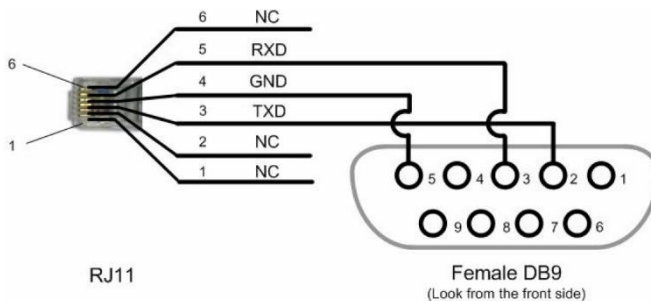 6 NC
5 RXD
6
4 GND
3 TXD
1
2 NC
1 NC
5 4 3 2 1
9 8 7 6
RJ11
Female DB9
(Look from the front side)